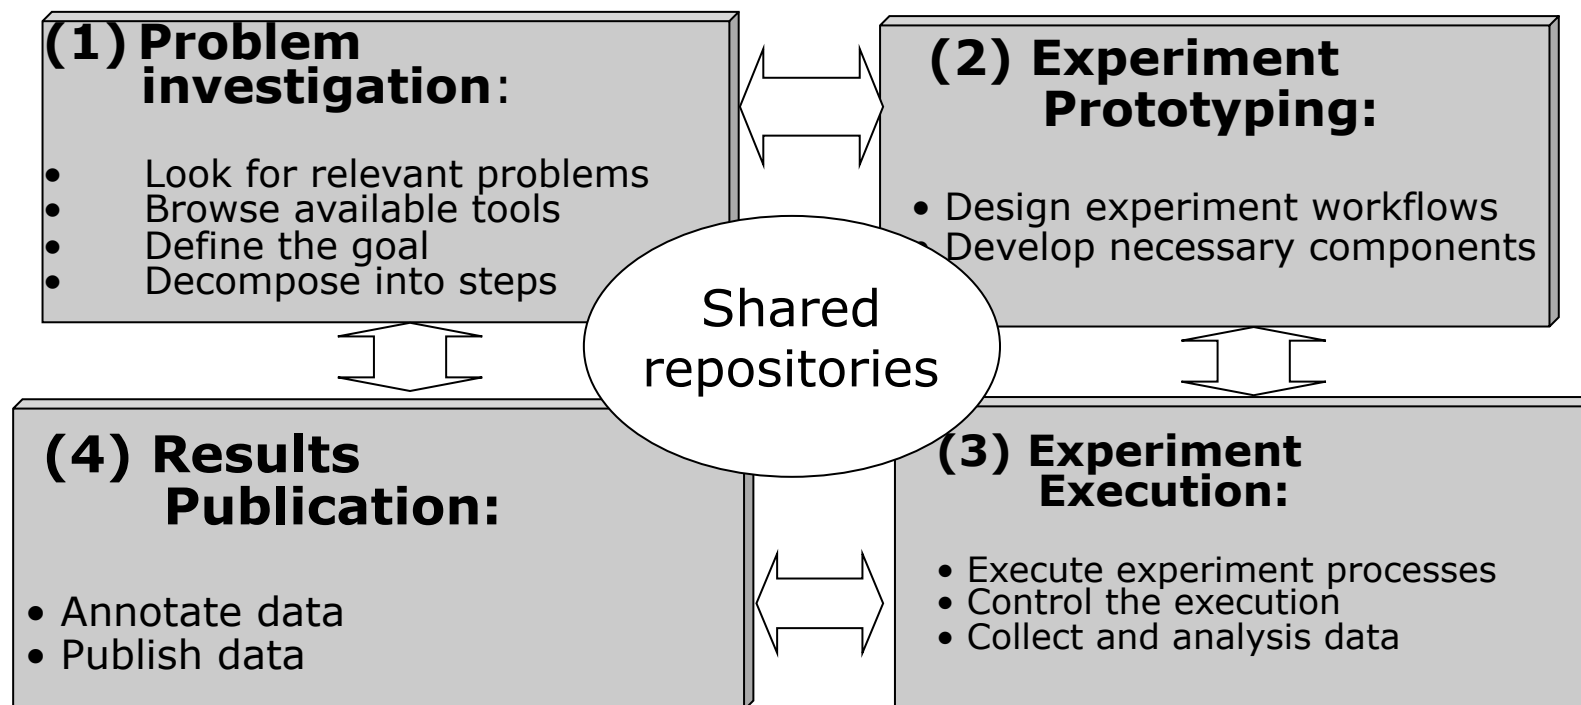 (1) Problem
investigation:
• Look for relevant problems
• Browse available tools
• Define the goal
• Decompose into steps
(2) Experiment
Prototyping:
• Design experiment workflows
• Develop necessary components
Shared
repositories
(4) Results
Publication:
• Annotate data
• Publish data
(3) Experiment
Execution:
• Execute experiment processes
• Control the execution
• Collect and analysis data